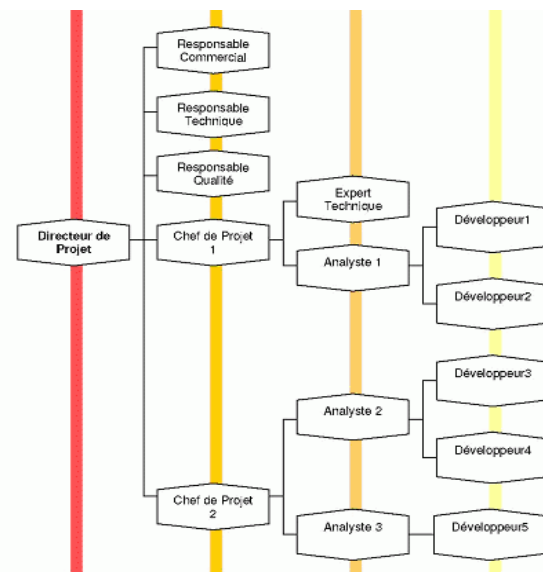 Responsable
Commercial
Responsable
Technique
Responsable
Qualité
Directeur de
Projet
Chef de Projet
1
Expert
Technique
Analyste 1
Développeur1
Développeur2
Chef de Projet
2
Analyste 2
Développeur3
Développeur4
Analyste 3
Développeur5